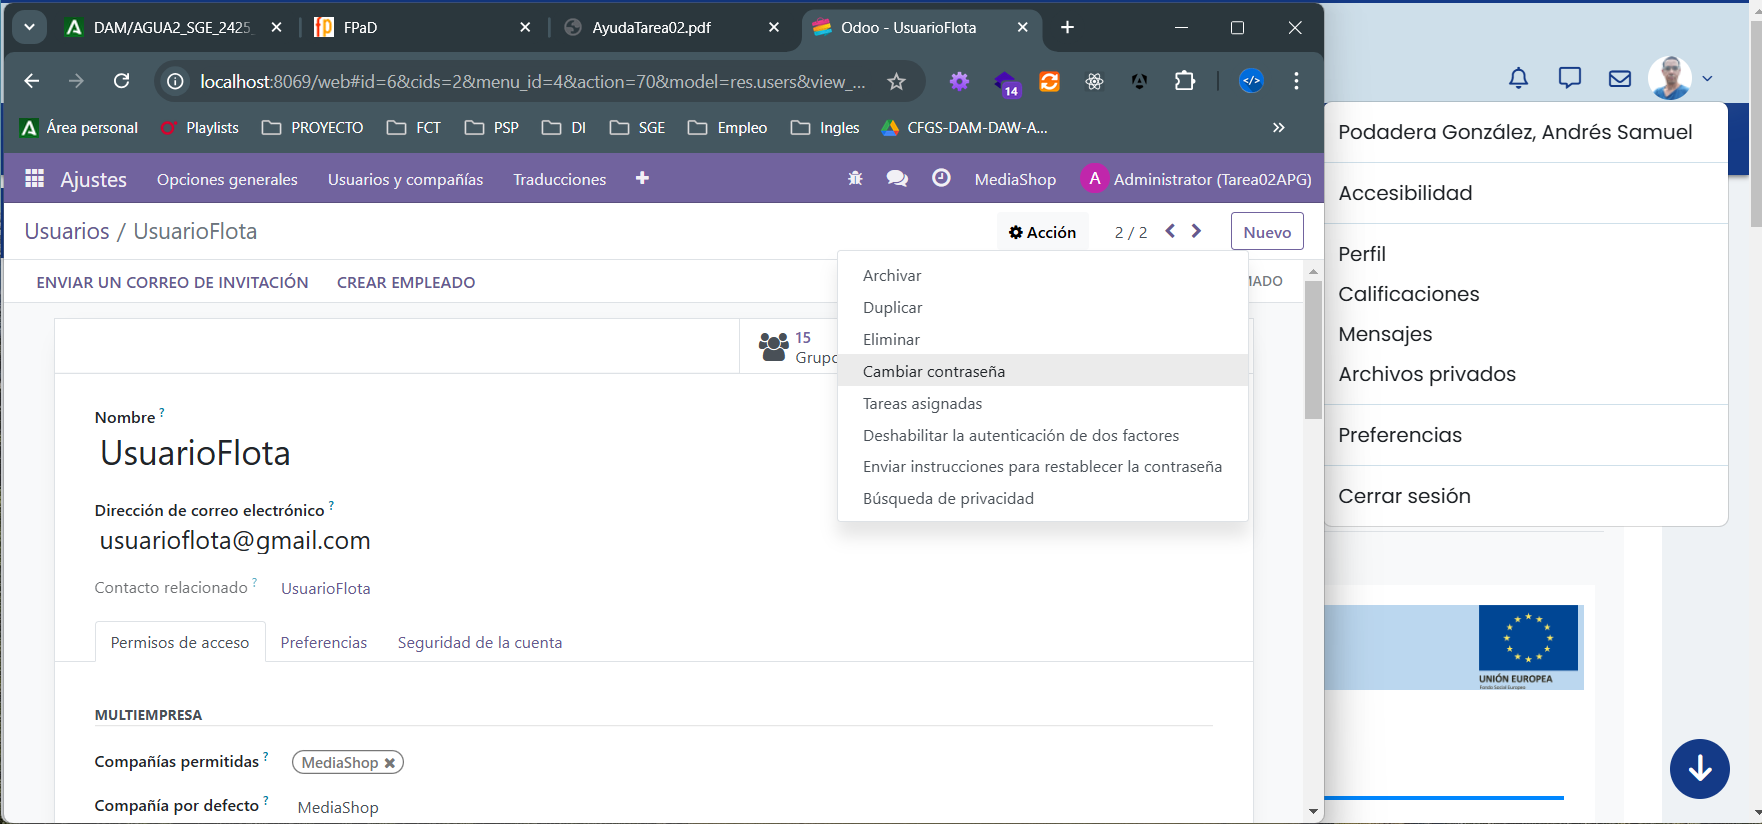 DAM/AGUA2_SGE_2425_
FPaD
AyudaTarea02.pdf
Odoo - UsuarioFlota
localhost:8069/web#id=6&cids=2&menu_id=4&action=70&model=res.users&view_...
14
Área personal
Playlists
PROYECTO
FCT
PSP
DI
SGE
Empleo
Ingles
CFGS-DAM-DAW-A...
Ajustes
Opciones generales
Usuarios y compañías
Traducciones
MediaShop
A
Administrator (Tarea02APG)
Usuarios / UsuarioFlota
Acción
2 / 2
Nuevo
ENVIAR UN CORREO DE INVITACIÓN
CREAR EMPLEADO
MADO
Archivar
Duplicar
Eliminar
Cambiar contraseña
Tareas asignadas
Deshabilitar la autenticación de dos factores
Enviar instrucciones para restablecer la contraseña
Búsqueda de privacidad
15
Grupo
Nombre ?
UsuarioFlota
Dirección de correo electrónico ?
usuarioflota@gmail.com
Contacto relacionado ?
UsuarioFlota
Permisos de acceso
Preferencias
Seguridad de la cuenta
MULTIEMPRESA
Compañías permitidas ?
MediaShop
Compañía por defecto ?
MediaShop
Podadera González, Andrés Samuel
Accesibilidad
Perfil
Calificaciones
Mensajes
Archivos privados
Preferencias
Cerrar sesión
UNIÓN EUROPEA
Fondo Social Europeo